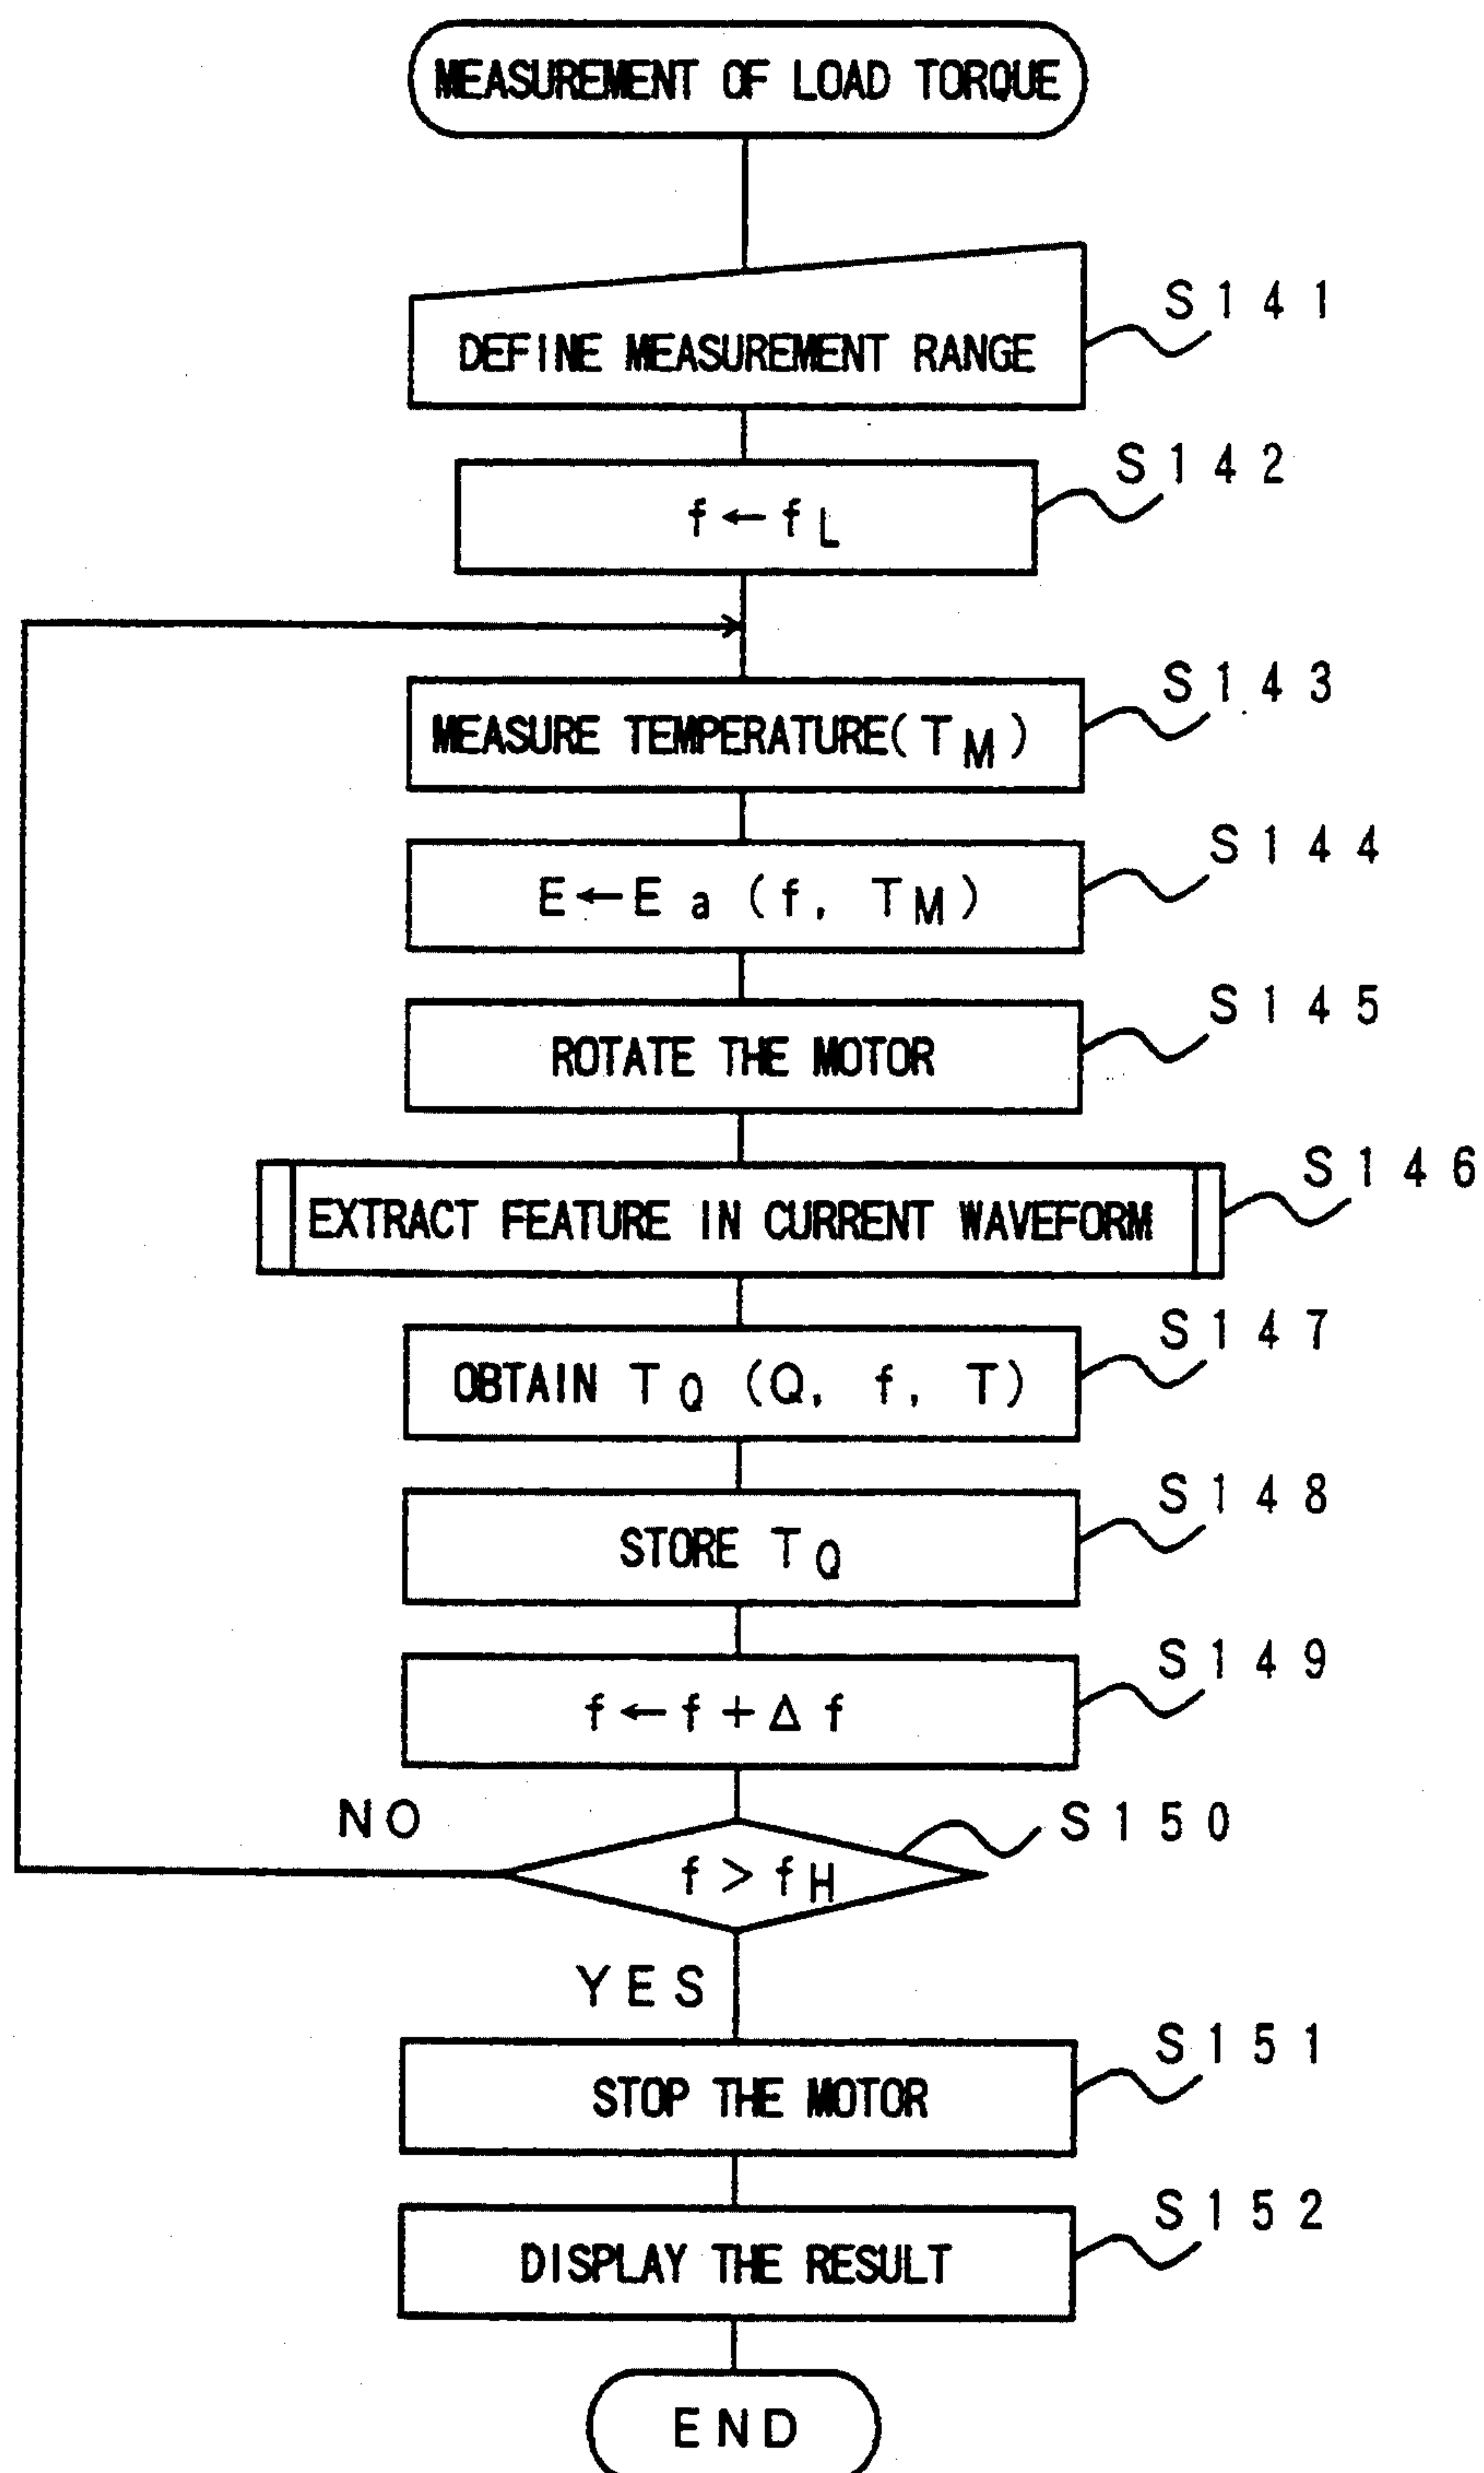 MEASUREMENT OF LOAD TORQUE
DEFINE MEASUREMENT RANGE
S141
f←fL
S142
MEASURE TEMPERATURE(TM)
S143
E←Ea(f, TM)
S144
ROTATE THE MOTOR
S145
EXTRACT FEATURE IN CURRENT WAVEFORM
S146
OBTAIN TQ (Q, f, T)
S147
STORE TQ
S148
f←f+Δf
S149
NO
f>fH
S150
YES
STOP THE MOTOR
S151
DISPLAY THE RESULT
S152
END